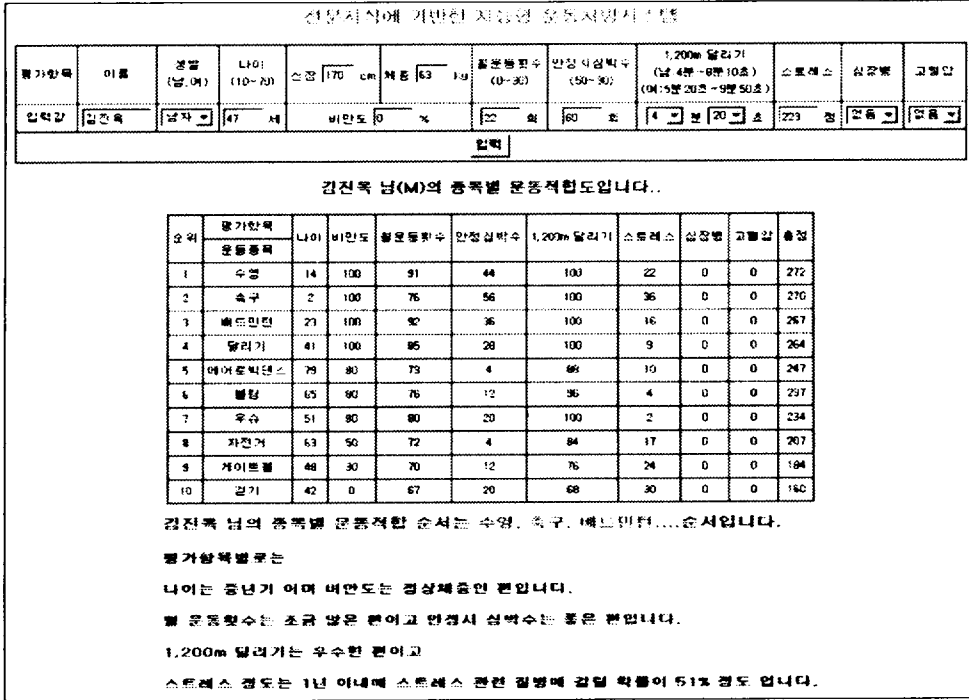 전문지식에 기반한 지능형 운동처방시스템
평가항목 이름 성별 (남,여) 나이 (10~70) 신장 170 cm 체중 63 kg 월운동횟수 (0~30) 안정시심박수 (50~30) 1,200m 달리기 (남:4분~8분10초) (여:5분20초~9분50초) 스트레스 심장병 고혈압
입력값 김진옥 남자 47 세 비만도 0 % 22 회 60 회 4 분 20 초 223 점 없음 없음
입력
김진옥 님(M)의 종목별 운동적합도입니다..
순위 평가항목 운동종목 나이 비만도 월운동횟수 안정심박수 1,200m 달리기 스트레스 심장병 고혈압 총점
1 수영 14 100 91 44 100 22 0 0 272
2 축구 2 100 76 56 100 36 0 0 270
3 배드민턴 23 100 92 36 100 16 0 0 267
4 달리기 41 100 85 28 100 9 0 0 264
5 에어로빅댄스 79 80 73 4 88 10 0 0 247
6 볼링 65 80 76 12 96 4 0 0 237
7 우슈 51 80 80 20 100 2 0 0 234
8 자전거 63 50 72 4 84 17 0 0 207
9 게이트볼 48 30 70 12 76 24 0 0 184
10 걷기 42 0 67 20 68 30 0 0 160
김진옥 님의 종목별 운동적합 순서는 수영, 축구, 배드민턴....순서입니다.
평가항목별로는
나이는 중년기 이며 비만도는 정상체중인 편입니다.
월 운동횟수는 조금 많은 편이고 안정시 심박수는 좋은 편입니다.
1,200m 달리기는 우수한 편이고
스트레스 정도는 1년 이내에 스트레스 관련 질병에 걸릴 확률이 51% 정도 입니다.